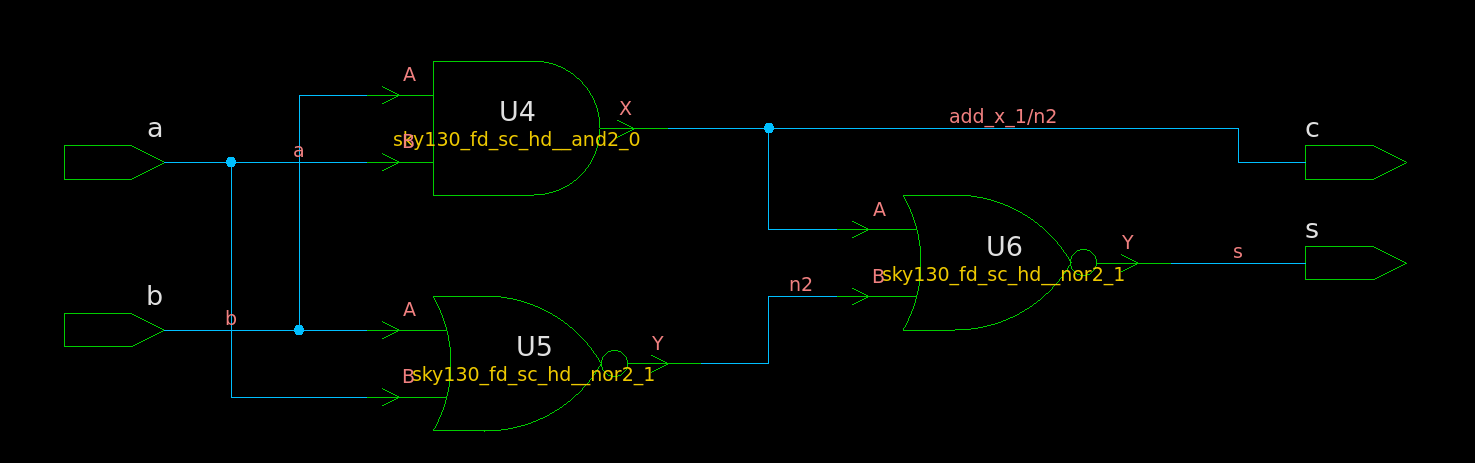 A
U4
X
add_x_1/n2
c
a
sky130_fd_sc_hd__and2_0
B
a
A
s
U6
Y
s
B
sky130_fd_sc_hd__nor2_1
n2
b
b
A
U5
Y
B
sky130_fd_sc_hd__nor2_1